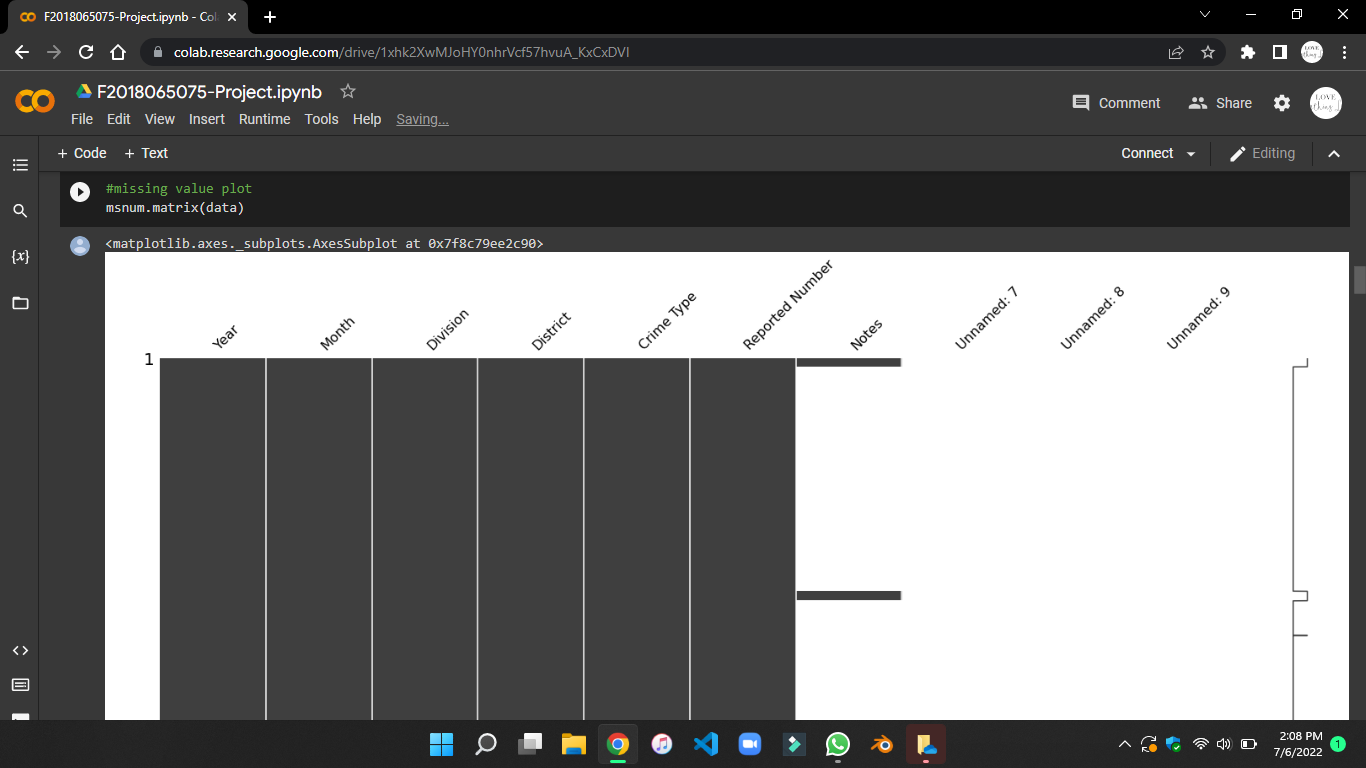 F2018065075-Project.ipynb - Col
colab.research.google.com/drive/1xhk2XwMJoHY0nhrVcf57hvuA_KxCxDVI
F2018065075-Project.ipynb
File Edit View Insert Runtime Tools Help Saving...
Comment Share
+ Code + Text
Connect Editing
#missing value plot
msnum.matrix(data)
{x}
<matplotlib.axes._subplots.AxesSubplot at 0x7f8c79ee2c90>
Year Month Division District Crime Type Reported Number Notes Unnamed: 7 Unnamed: 8 Unnamed: 9
1
2:08 PM
7/6/2022
1